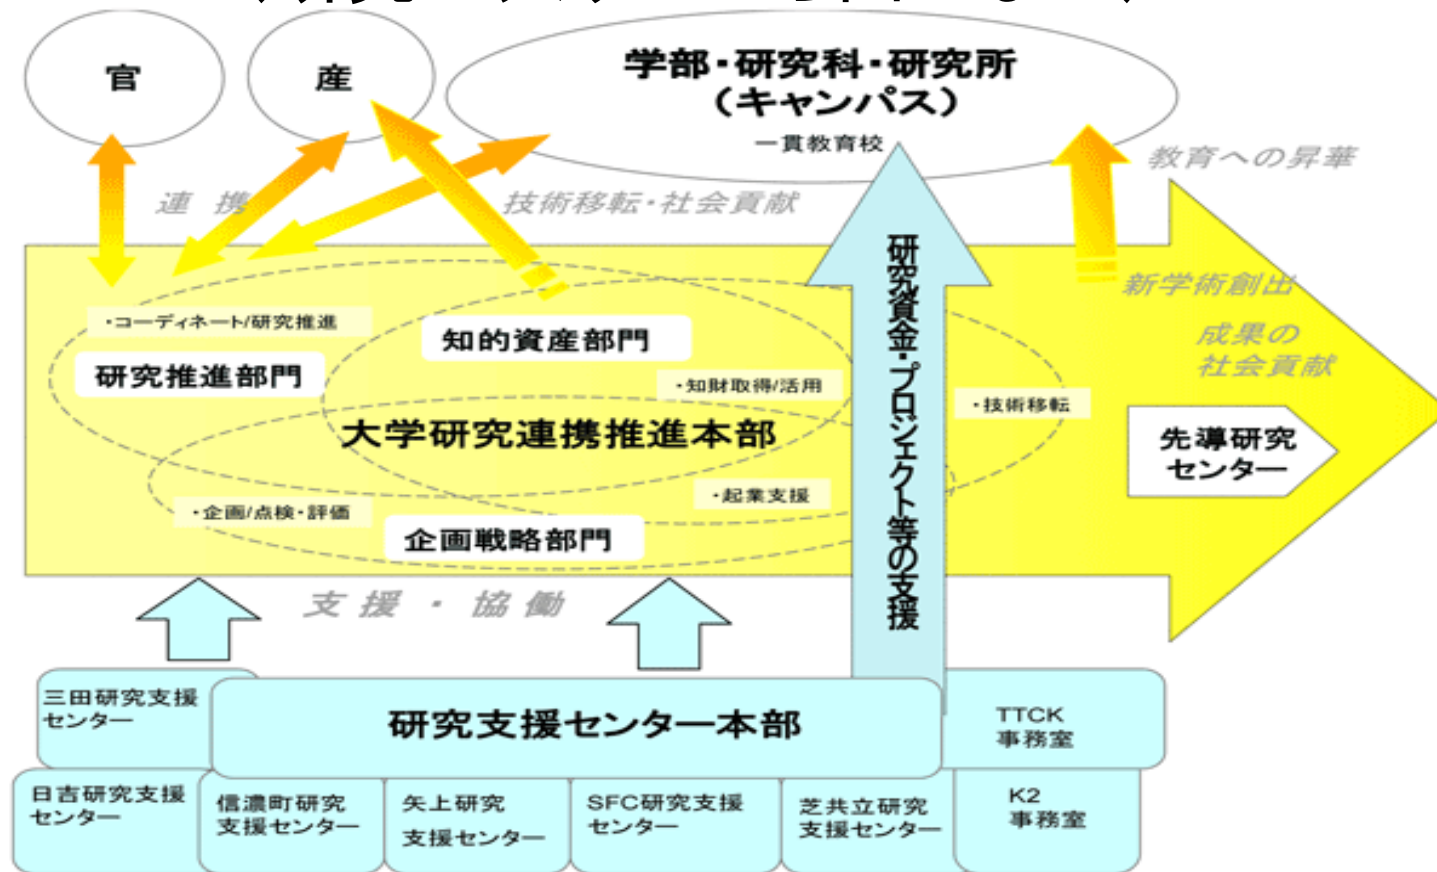 官
産
学部・研究科・研究所
（キャンパス）
一貫教育校
教育への昇華
連 携
技術移転・社会貢献
研究資金・プロジェクト等の支援
新学術創出
成果の
社会貢献
・コーディネート/研究推進
知的資産部門
研究推進部門
・知財取得/活用
・技術移転
大学研究連携推進本部
先導研究
センター
・起業支援
・企画/点検・評価
企画戦略部門
支 援 ・ 協 働
三田研究支援
センター
研究支援センター本部
TTCK
事務室
日吉研究支援
センター
信濃町研究
支援センター
矢上研究
支援センター
SFC研究支援
センター
芝共立研究
支援センター
K2
事務室